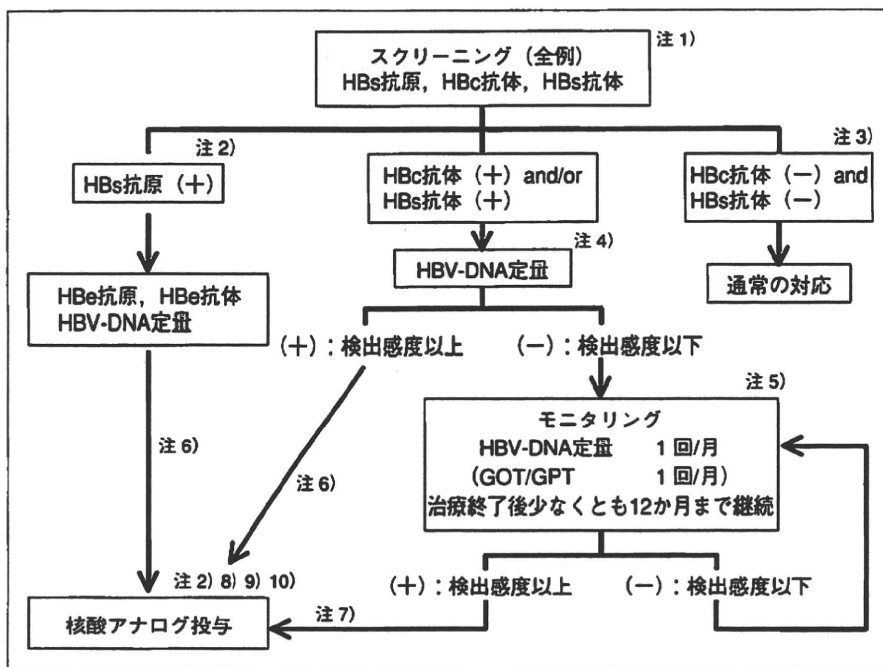 注 1)
スクリーニング（全例）
HBs抗原，HBc抗体，HBs抗体
注 2)
HBs抗原（＋）
HBc抗体（＋）and/or
HBs抗体（＋）
注 3)
HBc抗体（－）and
HBs抗体（－）
注 4)
HBV-DNA定量
通常の対応
HBe抗原，HBe抗体
HBV-DNA定量
（＋）：検出感度以上
（－）：検出感度以下
注 5)
モニタリング
HBV-DNA定量　1 回/月
（GOT/GPT　1 回/月）
治療終了後少なくとも12か月まで継続
注 6)
注 6)
注 2) 8) 9) 10)
核酸アナログ投与
注 7)
（＋）：検出感度以上
（－）：検出感度以下